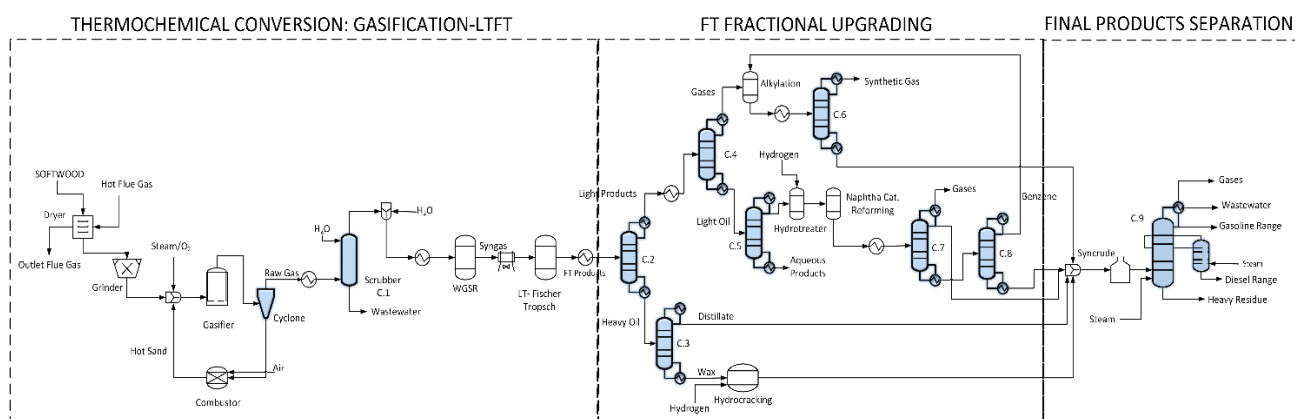 THERMOCHEMICAL CONVERSION: GASIFICATION-LTFT
FT FRACTIONAL UPGRADING
FINAL PRODUCTS SEPARATION
SOFTWOOD
Hot Flue Gas
Dryer
Outlet Flue Gas
Grinder
Steam/O2
Gasifier
Raw Gas
Cyclone
Hot Sand
Air
Combustor
H2O
Scrubber
C.1
Wastewater
H2O
WGSR
Syngas
LT- Fischer
Tropsch
FT Products
C.2
Light Products
Heavy Oil
C.3
Distillate
Wax
Hydrogen
Hydrocracking
Gases
C.4
Light Oil
C.5
Aqueous
Products
Alkylation
C.6
Synthetic Gas
Hydrogen
Hydrotreater
Naphtha Cat.
Reforming
Gases
C.7
C.8
Benzene
Syncrude
Steam
C.9
Gases
Wastewater
Gasoline Range
Steam
Diesel Range
Heavy Residue